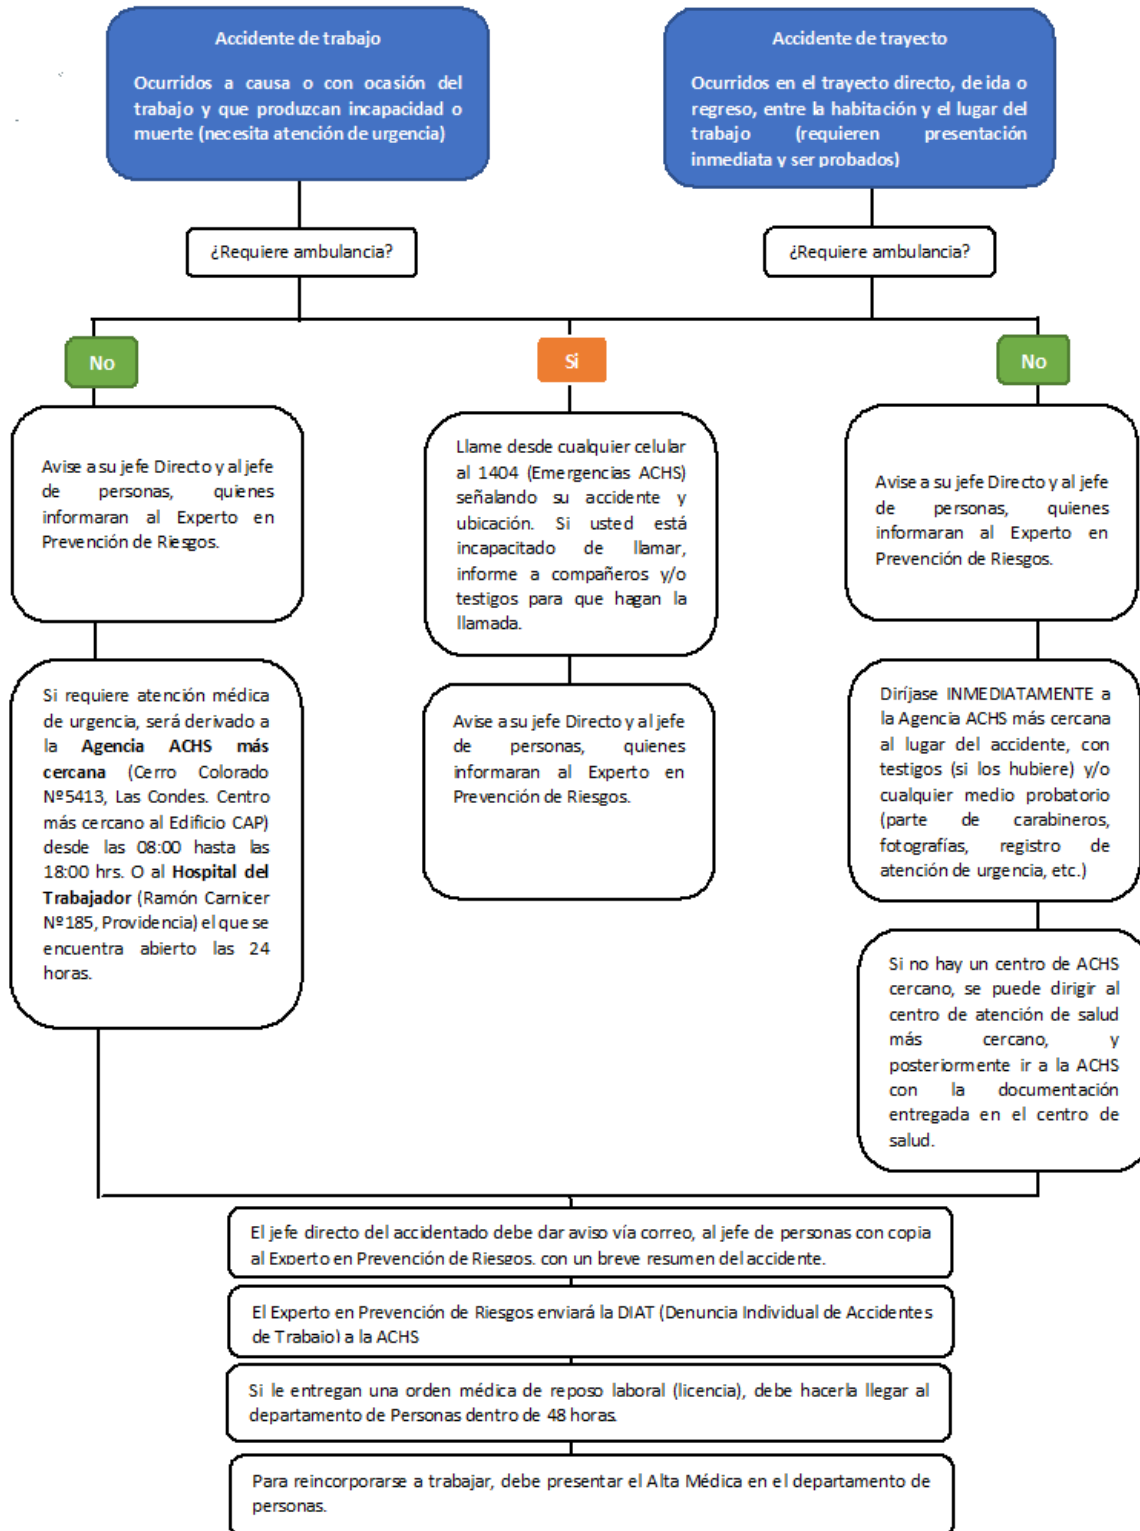 Accidente de trabajo
Ocurridos a causa o con ocasión del
trabajo y que produzcan incapacidad o
muerte (necesita atención de urgencia)
Accidente de trayecto
Ocurridos en el trayecto directo, de ida o
regreso, entre la habitación y el lugar del
trabajo (requieren presentación
inmediata y ser probados)
¿Requiere ambulancia?
¿Requiere ambulancia?
No
Si
No
Avise a su jefe Directo y al jefe
de personas, quienes
informaran al Experto en
Prevención de Riesgos.
Llame desde cualquier celular
al 1404 (Emergencias ACHS)
señalando su accidente y
ubicación. Si usted está
incapacitado de llamar,
informe a compañeros y/o
testigos para que hagan la
llamada.
Avise a su jefe Directo y al jefe
de personas, quienes
informaran al Experto en
Prevención de Riesgos.
Si requiere atención médica
de urgencia, será derivado a
la Agencia ACHS más
cercana (Cerro Colorado
Nº5413, Las Condes. Centro
más cercano al Edificio CAP)
desde las 08:00 hasta las
18:00 hrs. O al Hospital del
Trabajador (Ramón Carnicer
Nº185, Providencia) el que se
encuentra abierto las 24
horas.
Avise a su jefe Directo y al jefe
de personas, quienes
informaran al Experto en
Prevención de Riesgos.
Diríjase INMEDIATAMENTE a
la Agencia ACHS más cercana
al lugar del accidente, con
testigos (si los hubiere) y/o
cualquier medio probatorio
(parte de carabineros,
fotografías, registro de
atención de urgencia, etc.)
Si no hay un centro de ACHS
cercano, se puede dirigir al
centro de atención de salud
más cercano, y
posteriormente ir a la ACHS
con la documentación
entregada en el centro de
salud.
El jefe directo del accidentado debe dar aviso vía correo, al jefe de personas con copia
al Experto en Prevención de Riesgos, con un breve resumen del accidente.
El Experto en Prevención de Riesgos enviará la DIAT (Denuncia Individual de Accidentes
de Trabajo) a la ACHS
Si le entregan una orden médica de reposo laboral (licencia), debe hacerla llegar al
departamento de Personas dentro de 48 horas.
Para reincorporarse a trabajar, debe presentar el Alta Médica en el departamento de
personas.